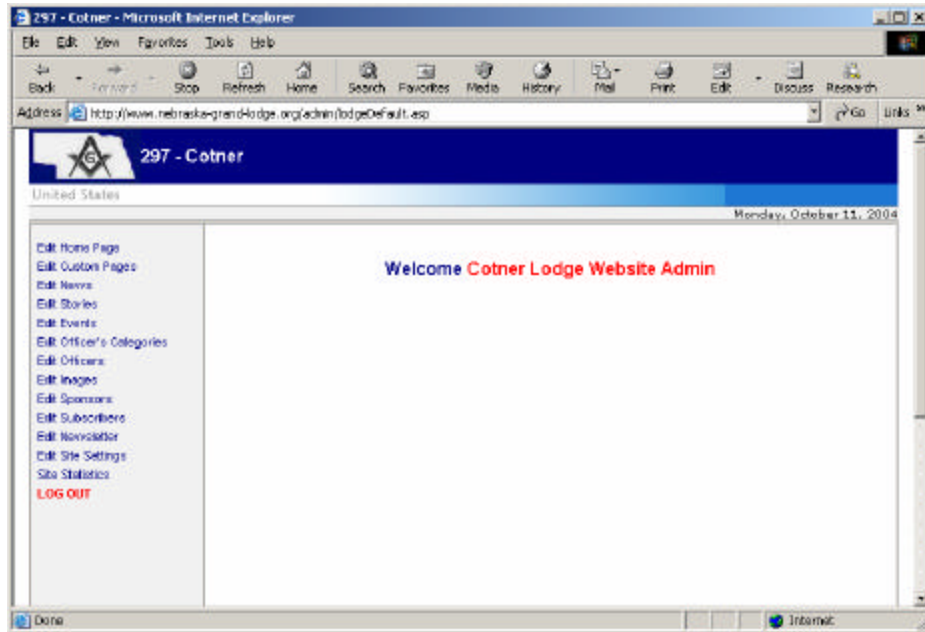 297 - Cotner - Microsoft Internet Explorer
File Edit View Favorites Tools Help
Back Forward Stop Refresh Home Search Favorites Media History Mail Print Edit Discuss Research
Address http://www.nebraska-grand-lodge.org/admin/lodgeDefault.asp Go Links »
G
297 - Cotner
United States
Monday, October 11, 2004
Edit Home Page
Edit Custom Pages
Edit News
Edit Stories
Edit Events
Edit Officer's Categories
Edit Officers
Edit Images
Edit Sponsors
Edit Subscribers
Edit Newsletter
Edit Site Settings
Site Statistics
LOG OUT
Welcome Cotner Lodge Website Admin
Done Internet